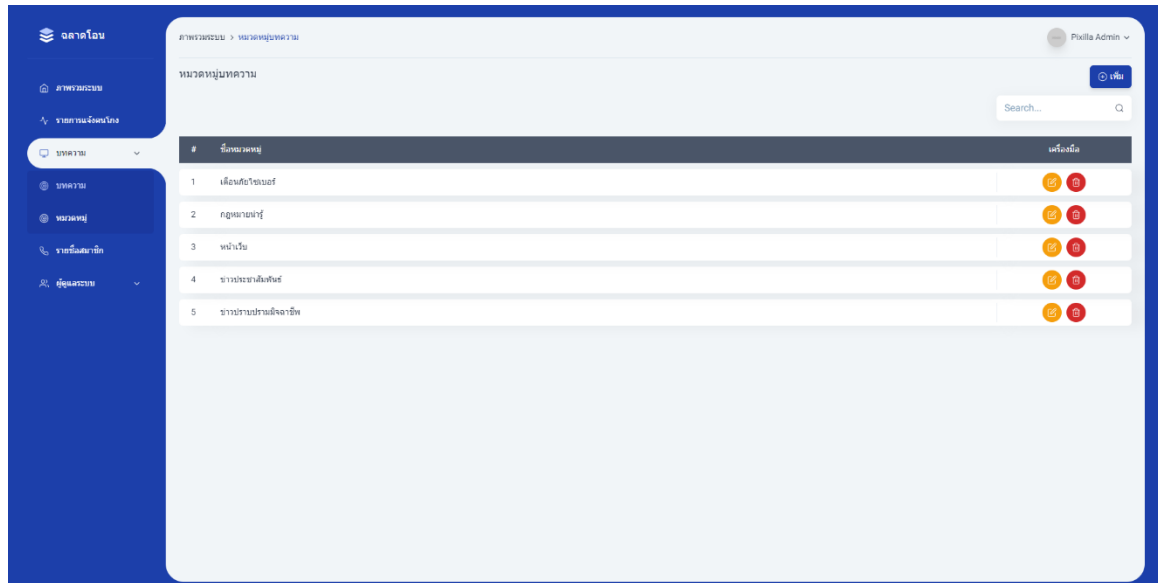 ฉลาดโอน
ภาพรวมระบบ > หมวดหมู่บทความ
Pixilla Admin
หมวดหมู่บทความ
เพิ่ม
Search...
ภาพรวมระบบ
รายการแจ้งคนโกง
บทความ
บทความ
หมวดหมู่
รายชื่อสมาชิก
ผู้ดูแลระบบ
# ชื่อหมวดหมู่ เครื่องมือ
1 เตือนภัยไซเบอร์
2 กฎหมายน่ารู้
3 หน้าเว็บ
4 ข่าวประชาสัมพันธ์
5 ข่าวปราบปรามมิจฉาชีพ